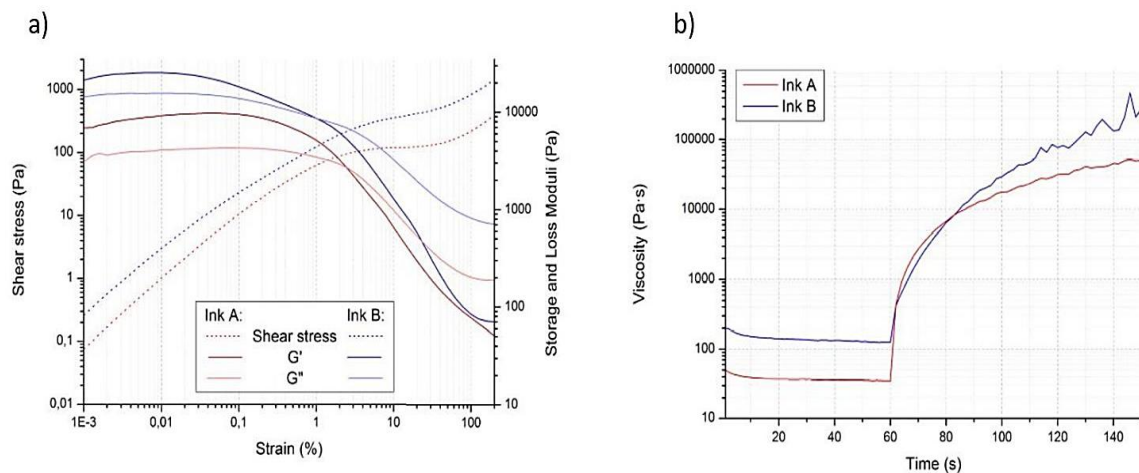 a)
Shear stress (Pa)
1000
100
10
1
0,1
0,01
1E-3
0,01
0,1
1
10
100
Strain (%)
Storage and Loss Moduli (Pa)
10000
1000
100
10
Ink A: Ink B:
Shear stress
G'
G"
b)
Viscosity (Pa·s)
1000000
100000
10000
1000
100
10
20
40
60
80
100
120
140
Time (s)
Ink A
Ink B